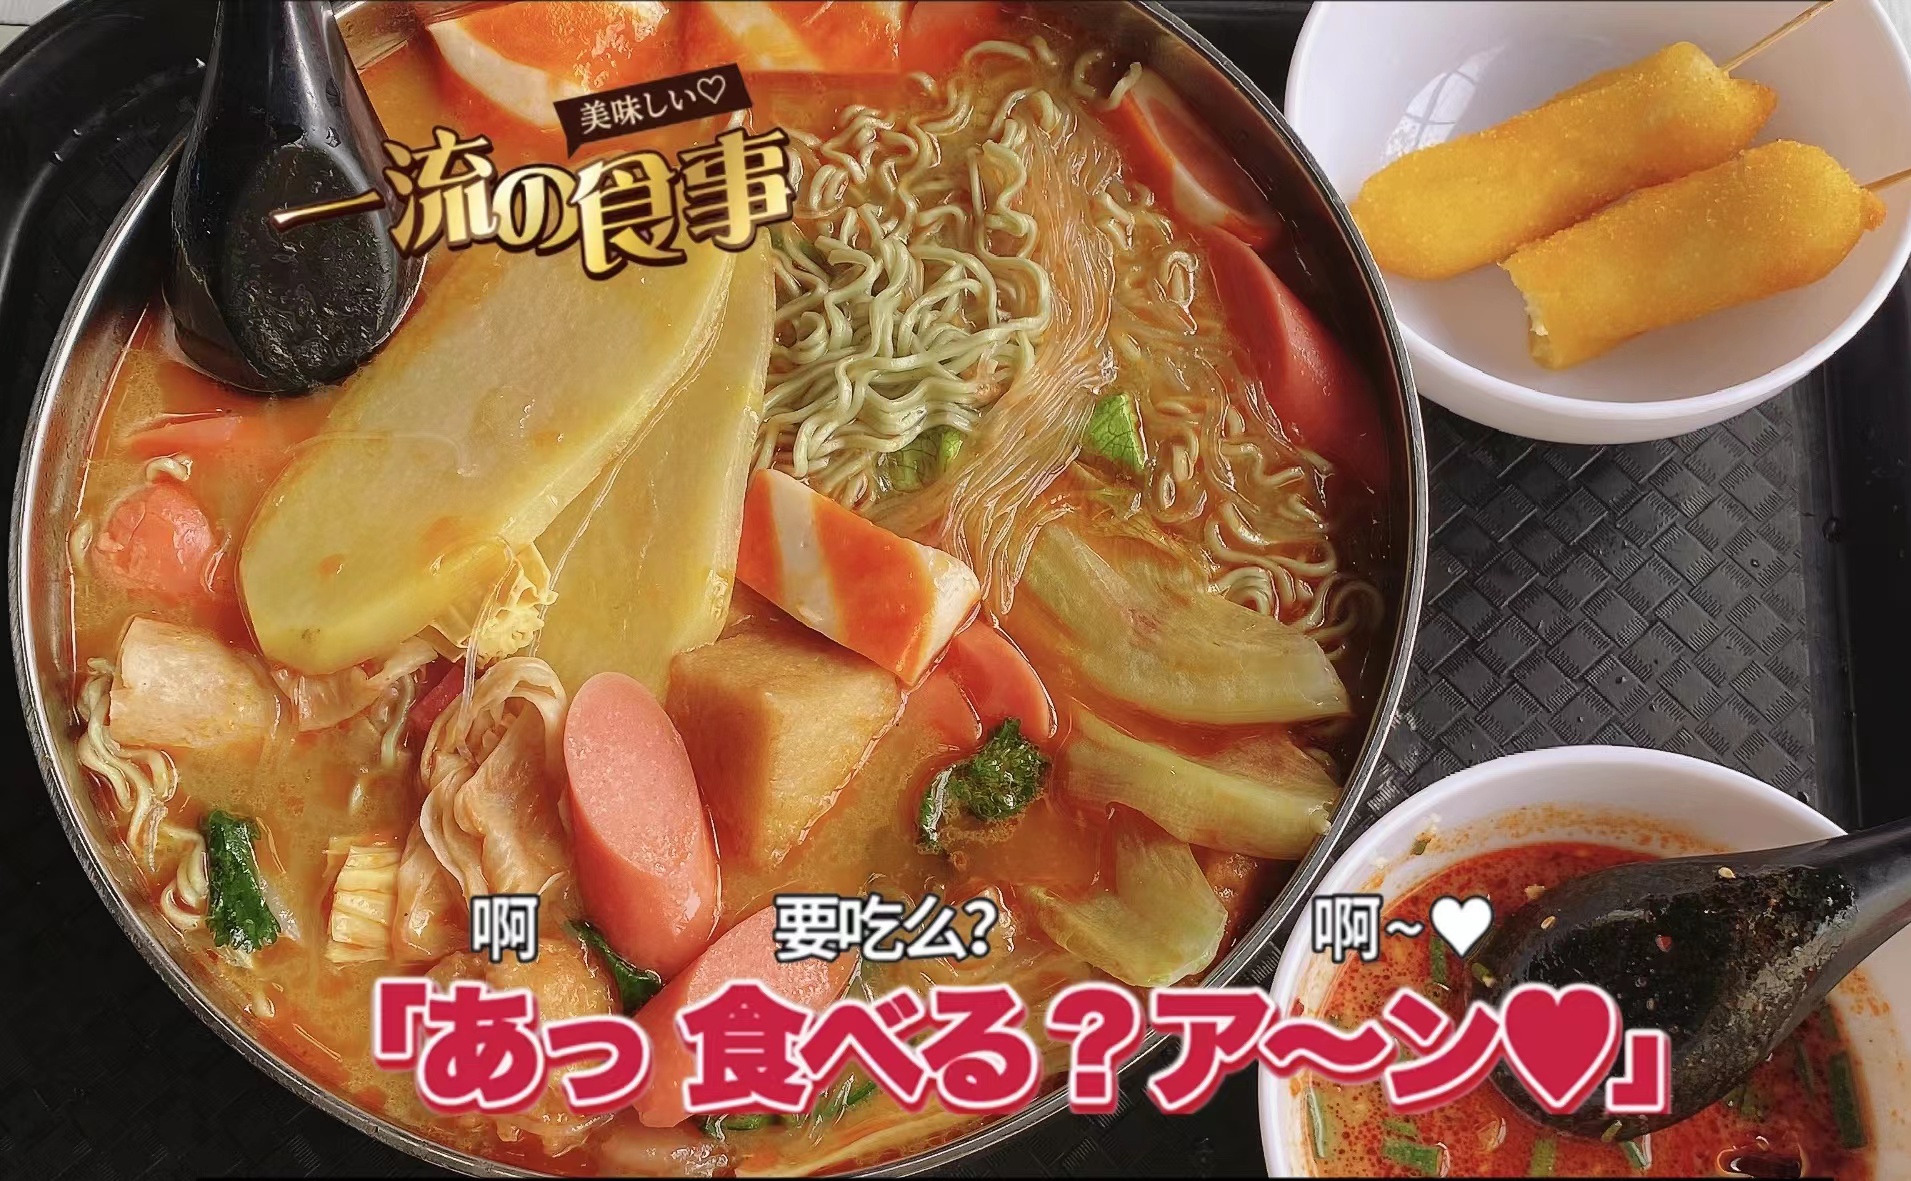 美味しい♡
一流の食事
啊 要吃么？ 啊～♥
「あっ 食べる？ア～ン♥」